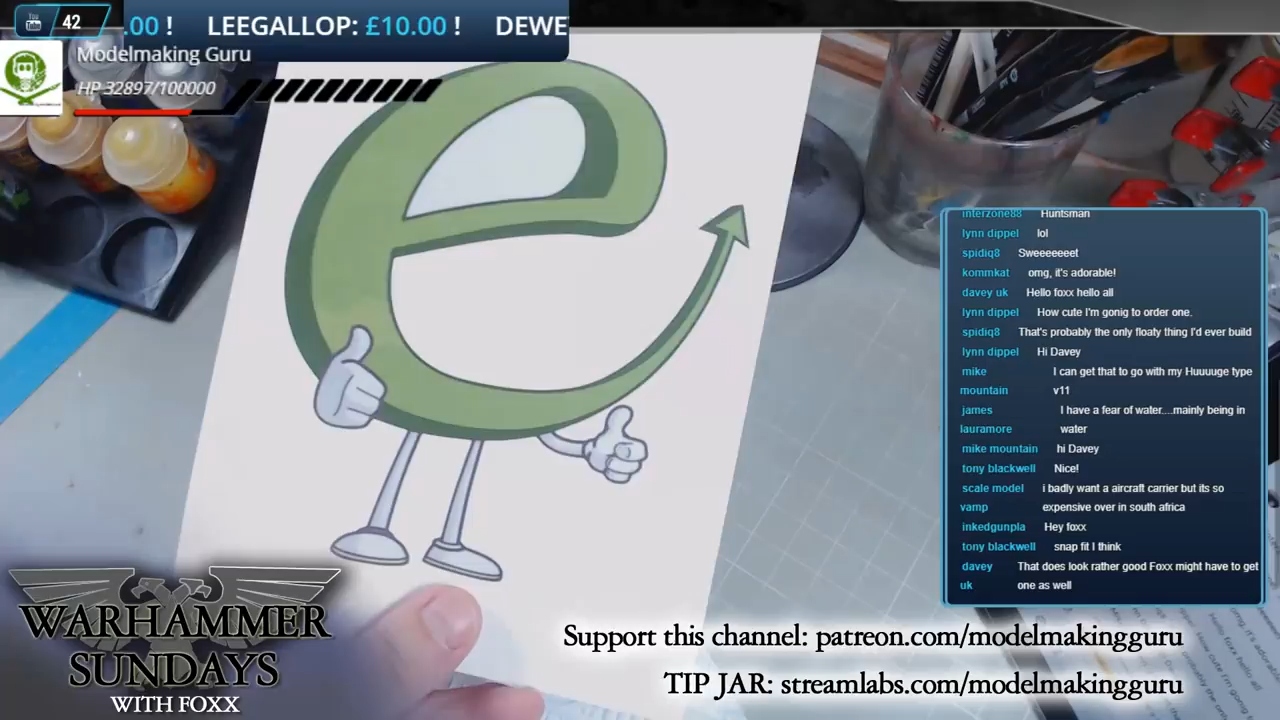 42
.00 ! LEEGALLOP: £10.00 ! DEWE
Modelmaking Guru
HP 32897/100000
e
interzone88 Huntsman
lynn dippel lol
spidiq8 Sweeeeeeet
kommkat omg, it's adorable!
davey uk Hello foxx hello all
lynn dippel How cute I'm gonig to order one.
spidiq8 That's probably the only floaty thing I'd ever build
lynn dippel Hi Davey
mike I can get that to go with my Huuuuge type
mountain v11
james I have a fear of water....mainly being in
lauramore water
mike mountain hi Davey
tony blackwell Nice!
scale model i badly want a aircraft carrier but its so
vamp expensive over in south africa
inkedgunpla Hey foxx
tony blackwell snap fit I think
davey That does look rather good Foxx might have to get
uk one as well
WARHAMMER
SUNDAYS
WITH FOXX
Support this channel: patreon.com/modelmakingguru
TIP JAR: streamlabs.com/modelmakingguru